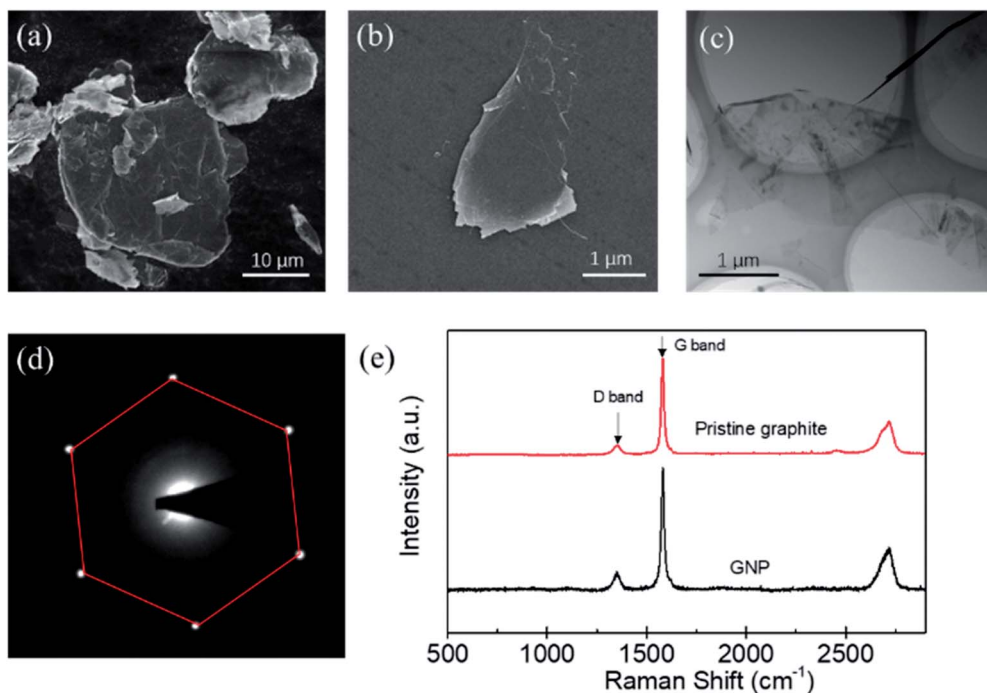 (a)
10 μm
(b)
1 μm
(c)
1 μm
(d)
(e)
G band
D band
Pristine graphite
GNP
Intensity (a.u.)
500 1000 1500 2000 2500
Raman Shift (cm⁻¹)